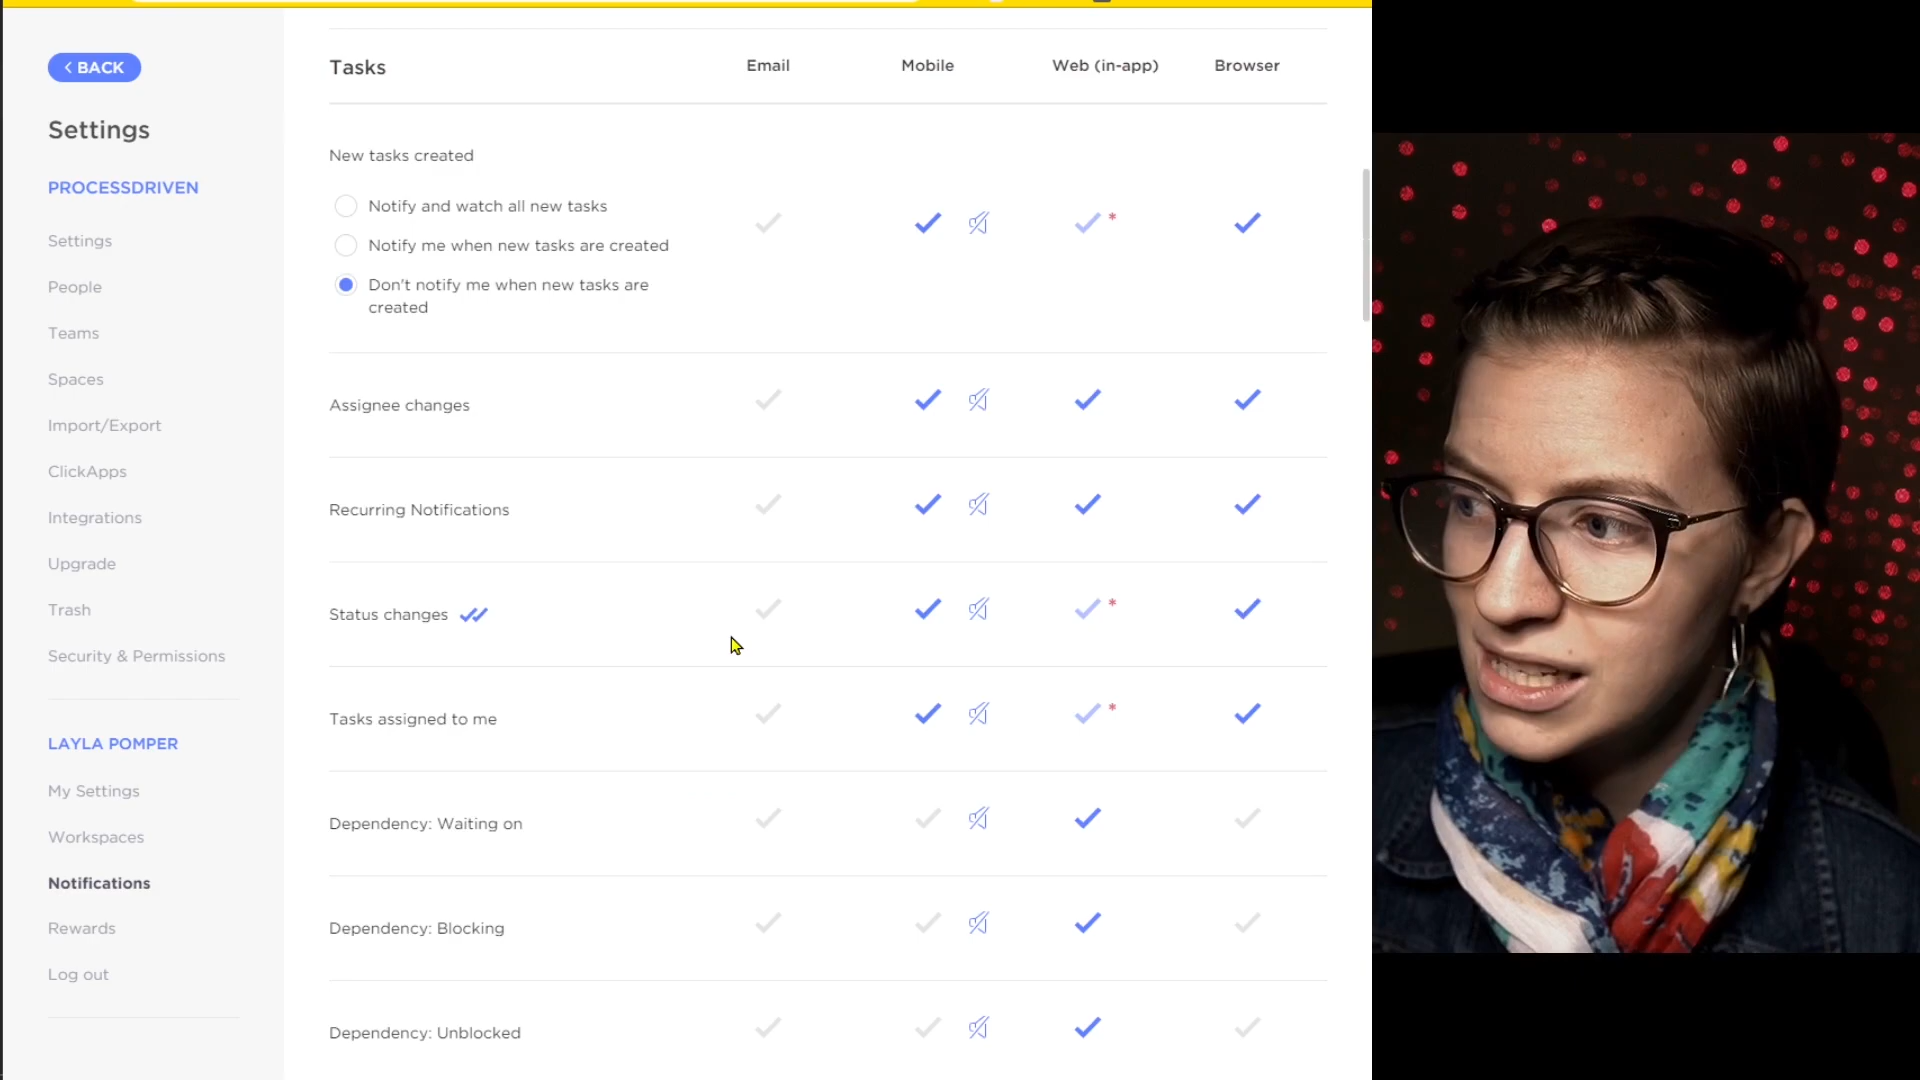 BACK
Settings
PROCESSDRIVEN
Settings
People
Teams
Spaces
Import/Export
ClickApps
Integrations
Upgrade
Trash
Security & Permissions
LAYLA POMPER
My Settings
Workspaces
Notifications
Rewards
Log out
Tasks Email Mobile Web (in-app) Browser
New tasks created
Notify and watch all new tasks
*
Notify me when new tasks are created
Don't notify me when new tasks are
created
Assignee changes
Recurring Notifications
Status changes *
Tasks assigned to me *
Dependency: Waiting on
Dependency: Blocking
Dependency: Unblocked